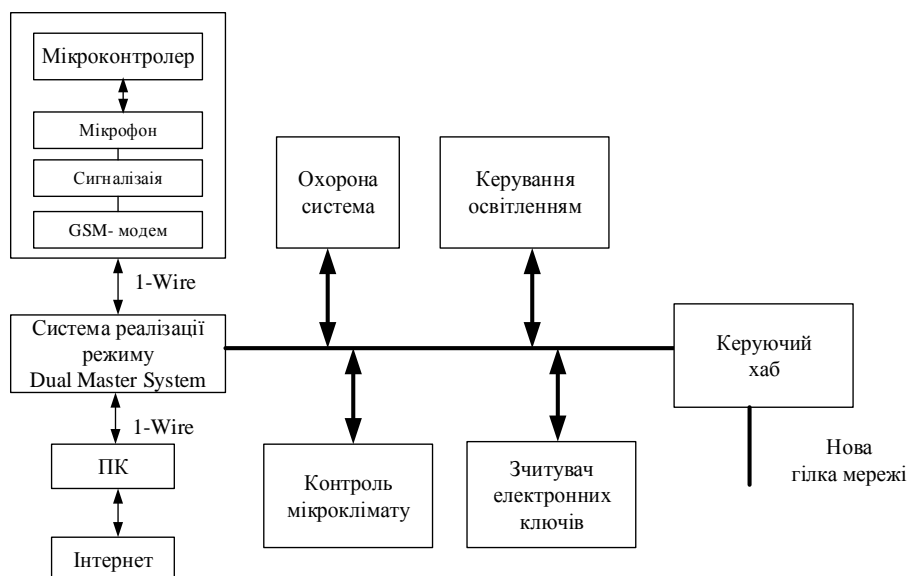 Мікроконтролер
Мікрофон
Сигналізаія
GSM- модем
1-Wire
Система реалізації
режиму
Dual Master System
1-Wire
ПК
Інтернет
Охорона
система
Керування
освітленням
Контроль
мікроклімату
Зчитувач
електронних
ключів
Керуючий
хаб
Нова
гілка мережі